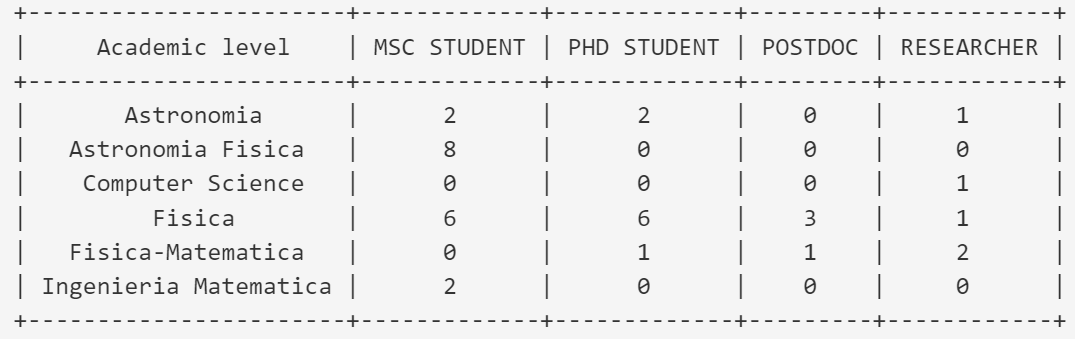 +-----------------------+-------------+-------------+---------+------------+
|     Academic level    | MSC STUDENT | PHD STUDENT | POSTDOC | RESEARCHER |
+-----------------------+-------------+-------------+---------+------------+
|       Astronomia      |      2      |      2      |    0    |     1      |
|   Astronomia Fisica   |      8      |      0      |    0    |     0      |
|    Computer Science   |      0      |      0      |    0    |     1      |
|         Fisica        |      6      |      6      |    3    |     1      |
|   Fisica-Matematica   |      0      |      1      |    1    |     2      |
| Ingenieria Matematica |      2      |      0      |    0    |     0      |
+-----------------------+-------------+-------------+---------+------------+